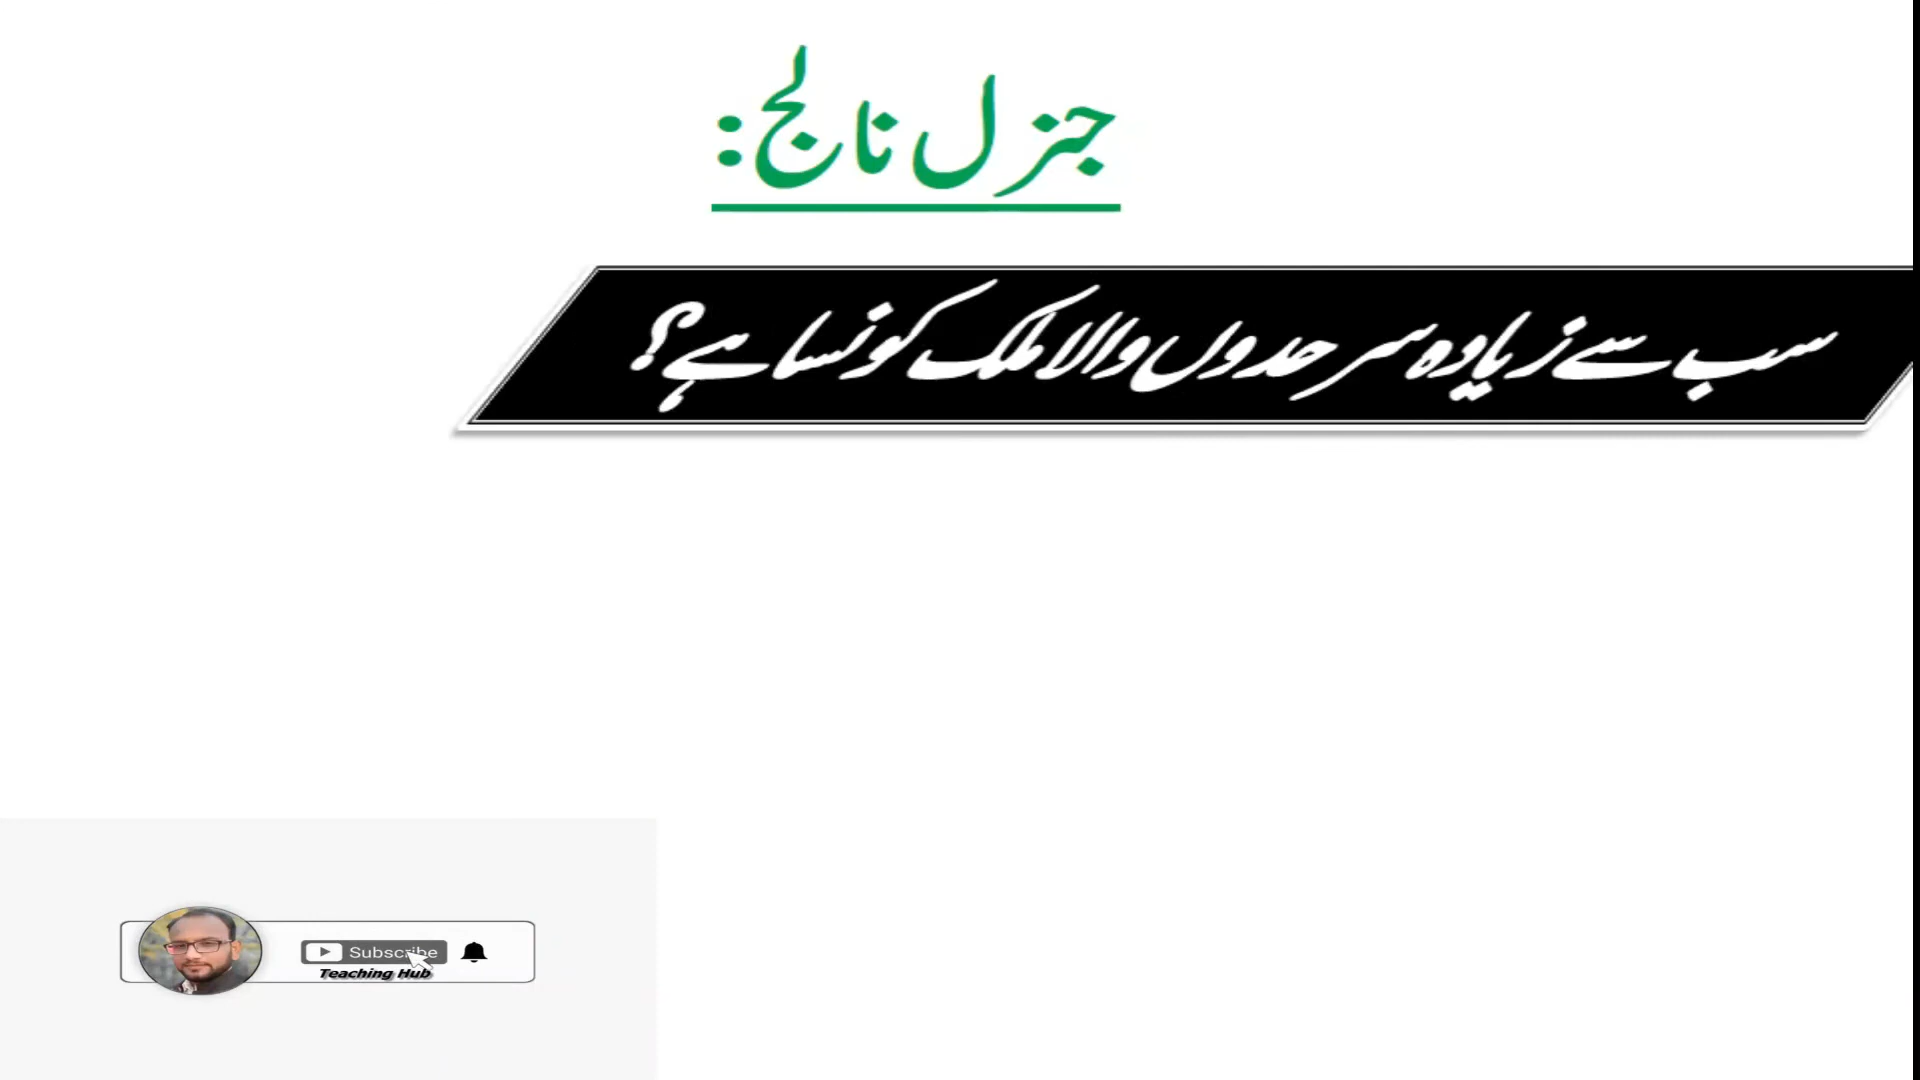 جنرل نالج:
سب سے زیادہ سرحدوں والا ملک کونسا ہے؟
Subscribe
Teaching Hub